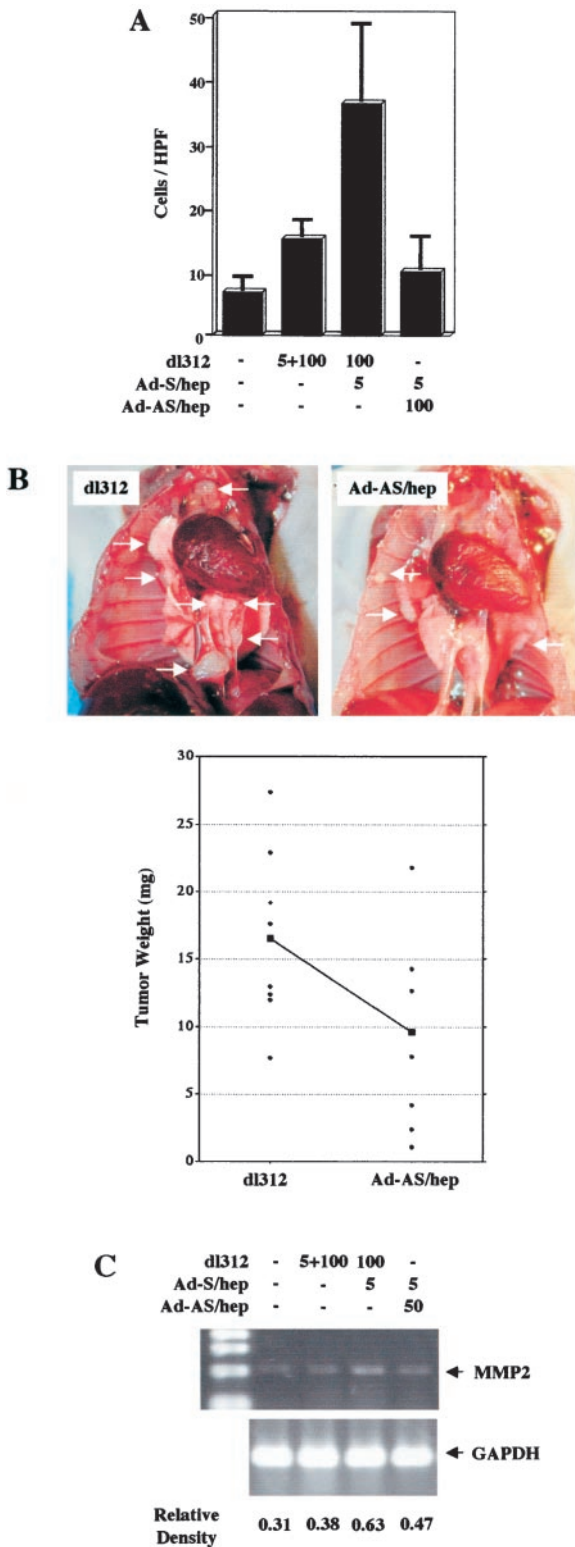 A
50
40
30
20
10
0
Cells / HPF
dl312 - 5+100 100 -
Ad-S/hep - - 5 5
Ad-AS/hep - - - 100
B
dl312
Ad-AS/hep
30
25
20
15
10
5
0
Tumor Weight (mg)
dl312 Ad-AS/hep
C
dl312 - 5+100 100 -
Ad-S/hep - - 5 5
Ad-AS/hep - - - 50
MMP2
GAPDH
Relative
Density 0.31 0.38 0.63 0.47